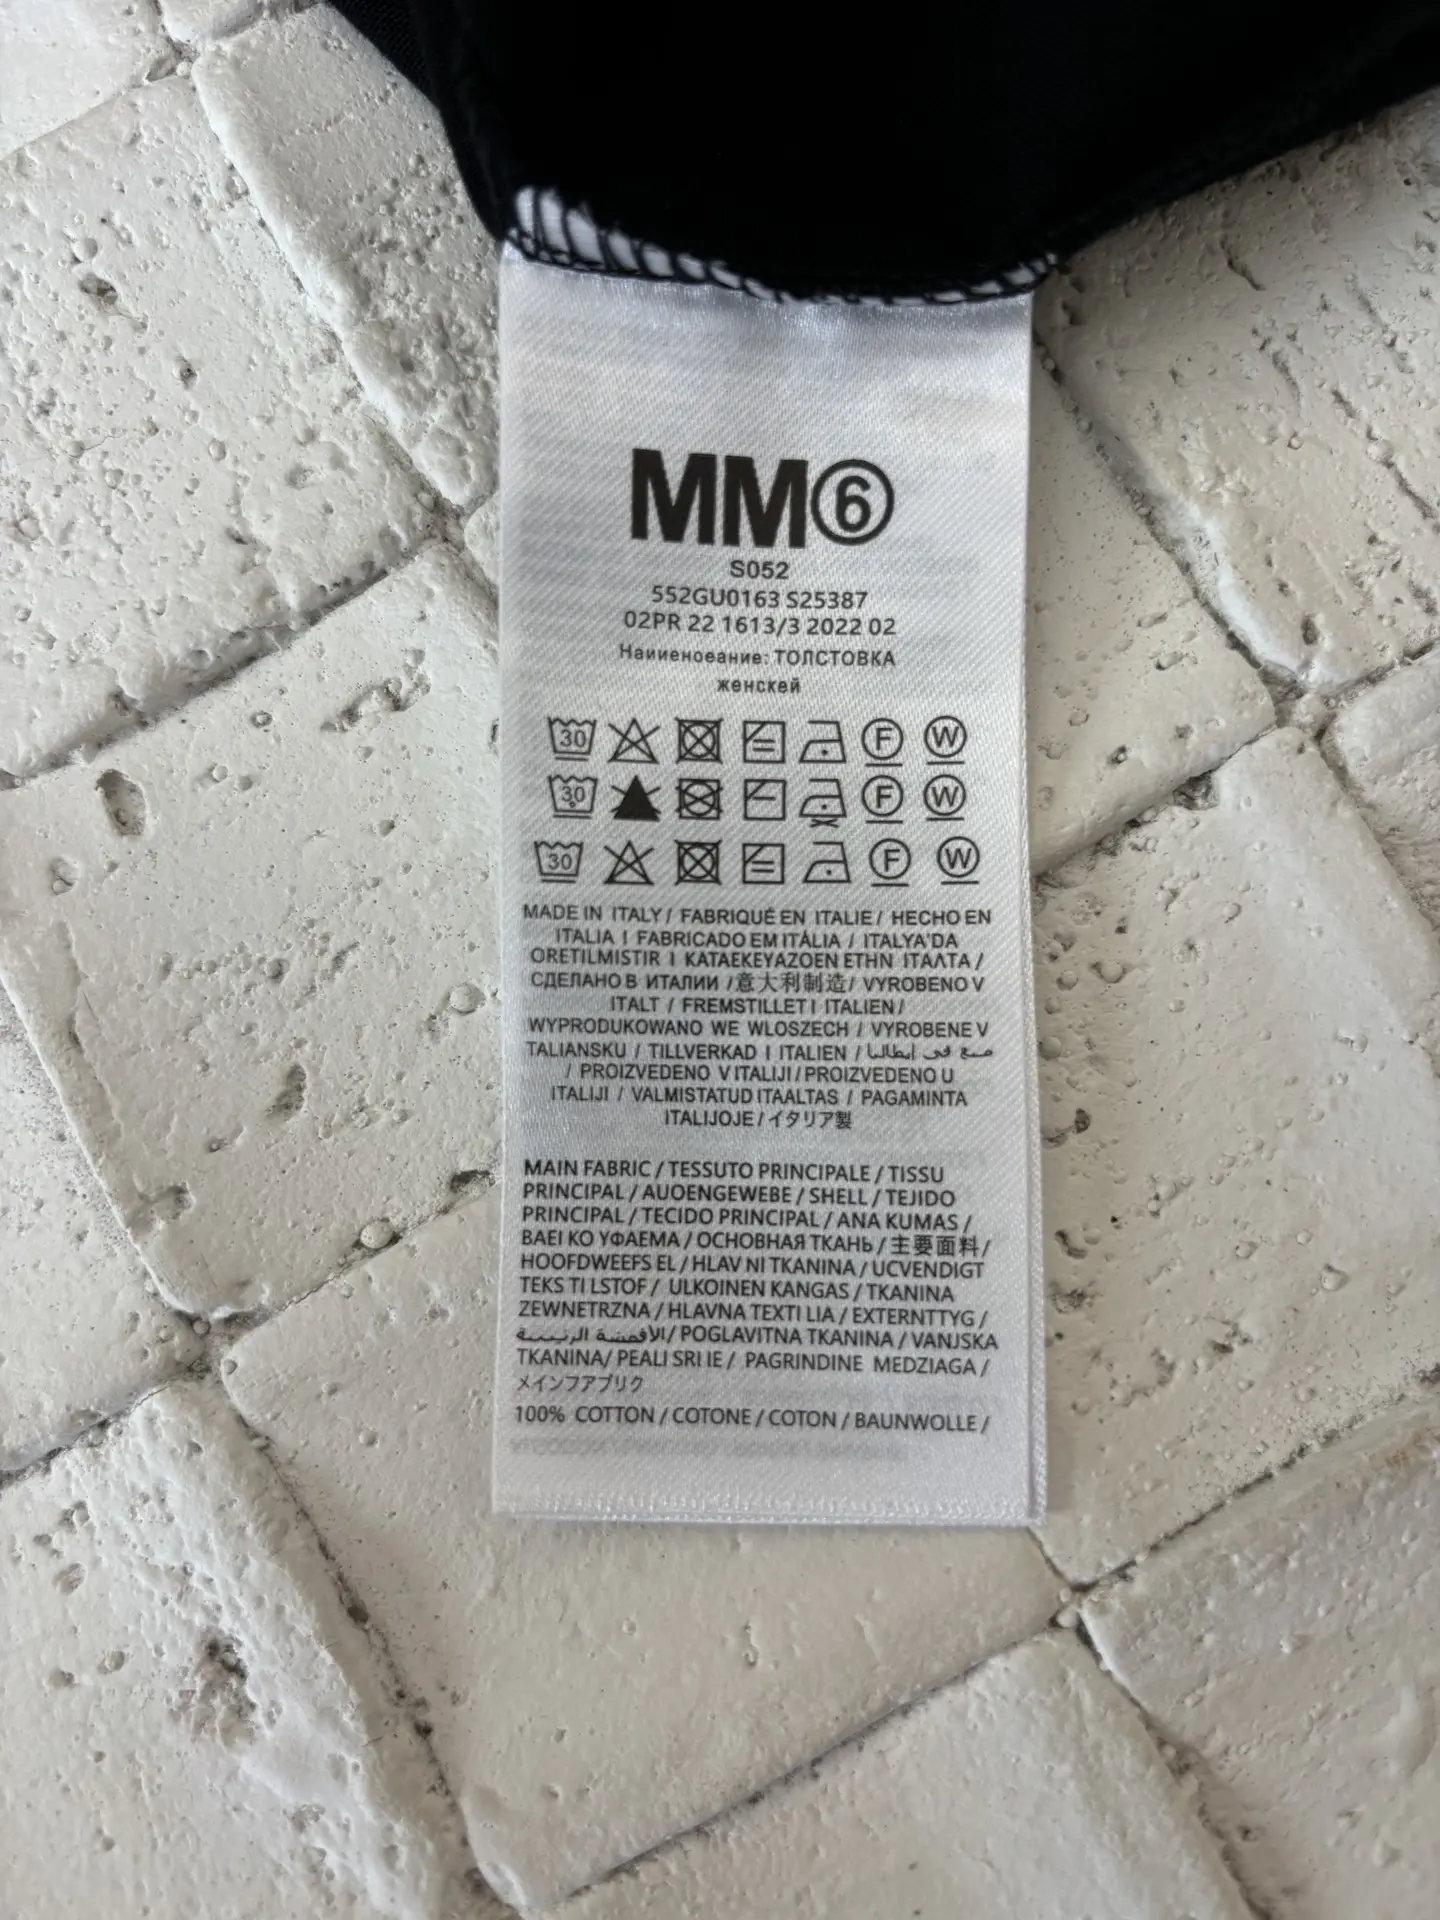 MM⑥
S052
552GU0163 S25387
02PR 22 1613/3 2022 02
Наииеноеание: ТОЛСТОВКА
женскей
30 F W
30 F W
30 F W
MADE IN ITALY / FABRIQUÉ EN ITALIE / HECHO EN
ITALIA I FABRICADO EM ITÁLIA / ITALYA'DA
ORETILMISTIR I KATAEKEYAZOEN ETHN ITAΛTA /
СДЕЛАНО В ИТАЛИИ /意大利制造/ VYROBENO V
ITALT / FREMSTILLET I ITALIEN /
WYPRODUKOWANO WE WLOSZECH / VYROBENE V
TALIANSKU / TILLVERKAD I ITALIEN / صنع في إيطاليا
/ PROIZVEDENO V ITALIJI / PROIZVEDENO U
ITALIJI / VALMISTATUD ITAALTAS / PAGAMINTA
ITALIJOJE / イタリア製
MAIN FABRIC / TESSUTO PRINCIPALE / TISSU
PRINCIPAL / AUOENGEWEBE / SHELL / TEJIDO
PRINCIPAL / TECIDO PRINCIPAL / ANA KUMAS /
BAEI KO YФAEMA / ОСНОВНАЯ ТКАНЬ / 主要面料 /
HOOFDWEEFS EL / HLAV NI TKANINA / UCVENDIGT
TEKS TI LSTOF / ULKOINEN KANGAS / TKANINA
ZEWNETRZNA / HLAVNA TEXTI LIA / EXTERNTTYG /
الأقمشة الرئيسية / POGLAVITNA TKANINA / VANJSKA
TKANINA/ PEALI SRI IE / PAGRINDINE MEDZIAGA /
メインフアブリク
100% COTTON / COTONE / COTON / BAUNWOLLE /